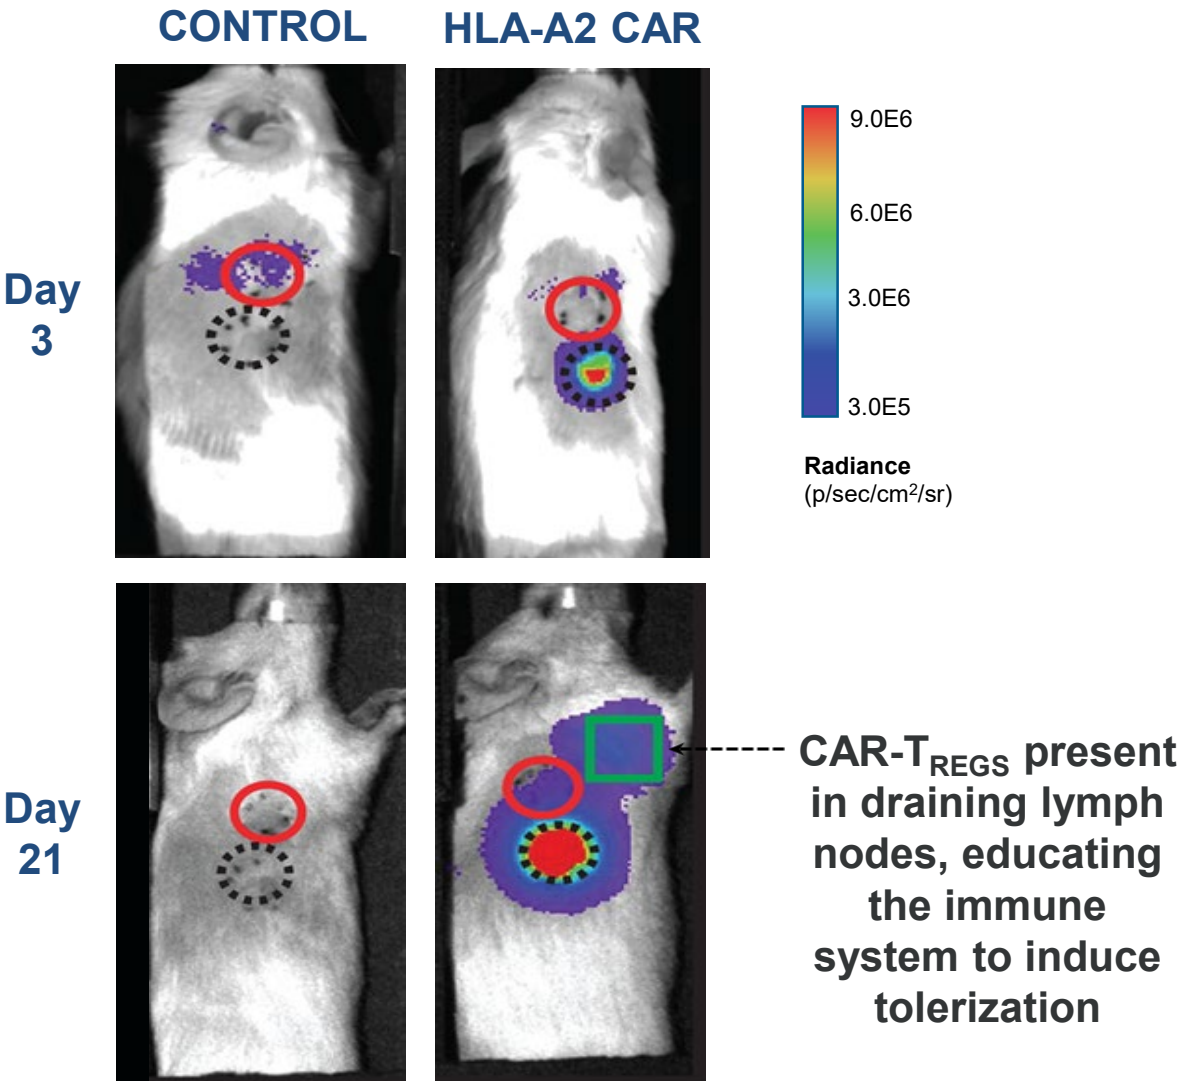 CONTROL
HLA-A2 CAR
Day
3
9.0E6
6.0E6
3.0E6
3.0E5
Radiance
(p/sec/cm²/sr)
Day
21
CAR-TREGS present
in draining lymph
nodes, educating
the immune
system to induce
tolerization